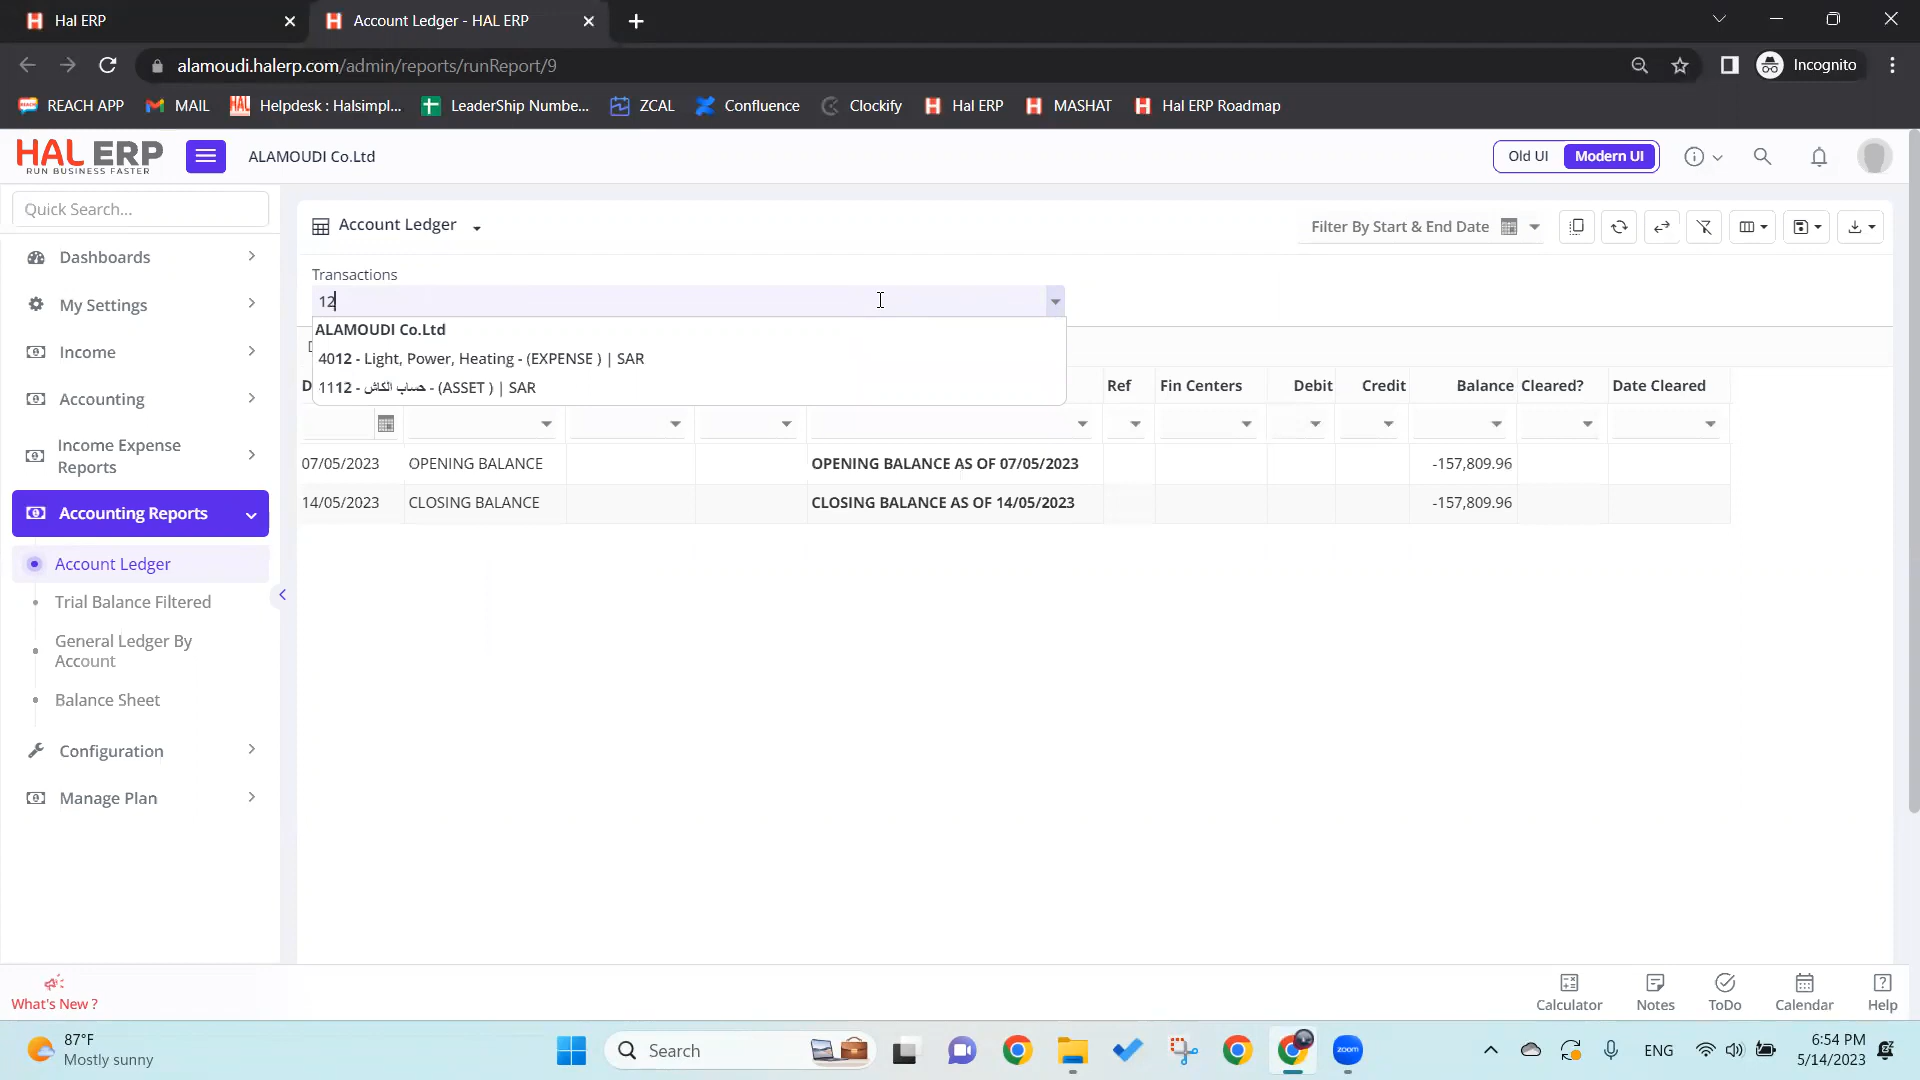 Hal ERP
Account Ledger - HAL ERP
alamoudi.halerp.com/admin/reports/runReport/9
Incognito
REACH APP
MAIL
Helpdesk : Halsimpl...
LeaderShip Numbe...
ZCAL
Confluence
Clockify
Hal ERP
MASHAT
Hal ERP Roadmap
HAL ERP
RUN BUSINESS FASTER
ALAMOUDI Co.Ltd
Old UI
Modern UI
Quick Search...
Dashboards
My Settings
Income
Accounting
Income Expense
Reports
Accounting Reports
Account Ledger
Trial Balance Filtered
General Ledger By
Account
Balance Sheet
Configuration
Manage Plan
Account Ledger
Filter By Start & End Date
Transactions
12
ALAMOUDI Co.Ltd
4012 - Light, Power, Heating - (EXPENSE ) | SAR
1112 - حساب الكاش - (ASSET ) | SAR
Ref Fin Centers Debit Credit Balance Cleared? Date Cleared
07/05/2023 OPENING BALANCE OPENING BALANCE AS OF 07/05/2023 -157,809.96
14/05/2023 CLOSING BALANCE CLOSING BALANCE AS OF 14/05/2023 -157,809.96
What's New ?
Calculator
Notes
ToDo
Calendar
Help
87°F
Mostly sunny
Search
zoom
ENG
6:54 PM
5/14/2023